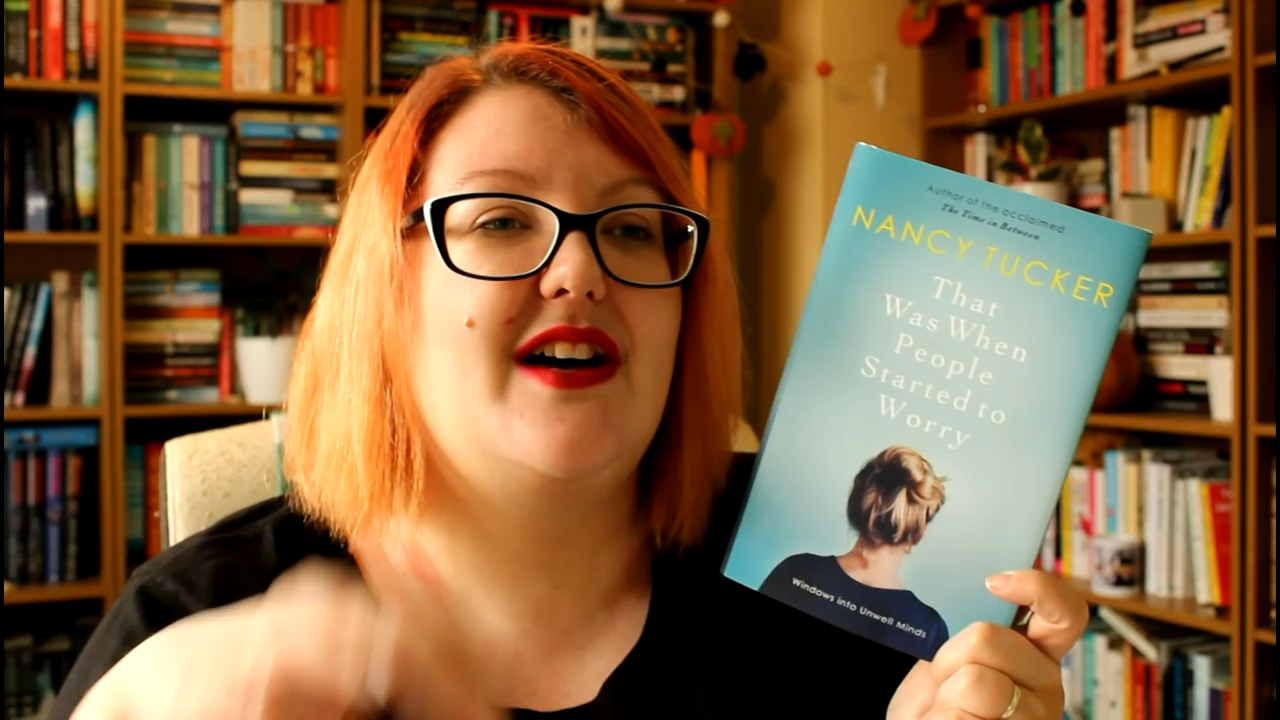 Author of the acclaimed
The Time in Between
NANCY TUCKER
That
Was When
People
Started to
Worry
Windows into Unwell Minds